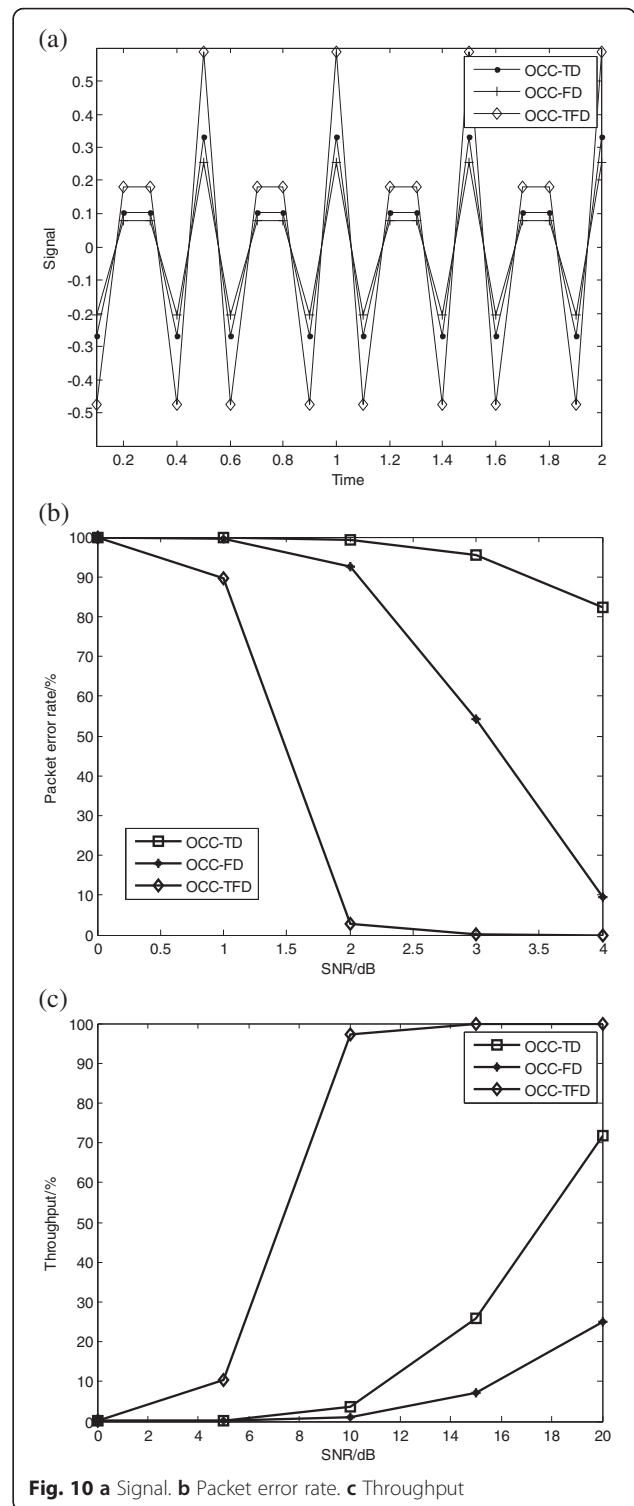 (a)
0.5
0.4
0.3
0.2
0.1
0
-0.1
-0.2
-0.3
-0.4
-0.5
Signal
OCC-TD
OCC-FD
OCC-TFD
0.2 0.4 0.6 0.8 1 1.2 1.4 1.6 1.8 2
Time
(b)
100
90
80
70
60
50
40
30
20
10
0
Packet error rate/%
OCC-TD
OCC-FD
OCC-TFD
0 0.5 1 1.5 2 2.5 3 3.5 4
SNR/dB
(c)
100
90
80
70
60
50
40
30
20
10
0
Throughput/%
OCC-TD
OCC-FD
OCC-TFD
0 2 4 6 8 10 12 14 16 18 20
SNR/dB
Fig. 10 a Signal. b Packet error rate. c Throughput